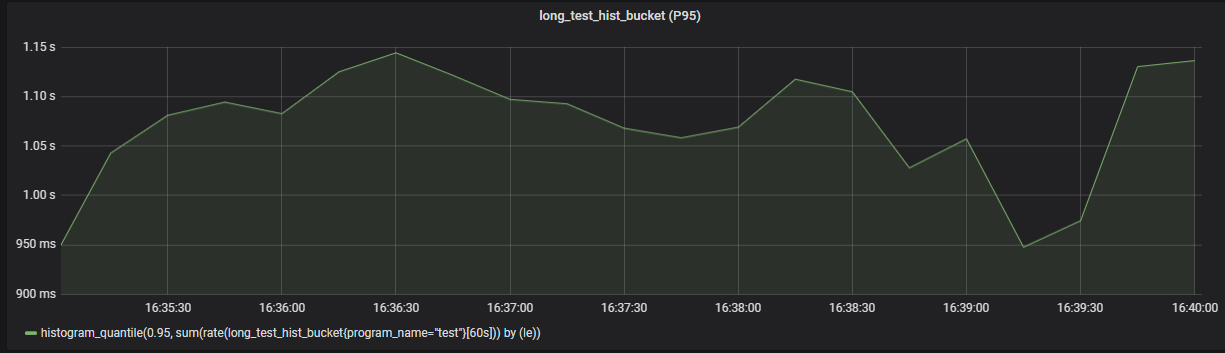 long_test_hist_bucket (P95)
1.15 s
1.10 s
1.05 s
1.00 s
950 ms
900 ms
16:35:30 16:36:00 16:36:30 16:37:00 16:37:30 16:38:00 16:38:30 16:39:00 16:39:30 16:40:00
histogram_quantile(0.95, sum(rate(long_test_hist_bucket{program_name="test"}[60s])) by (le))